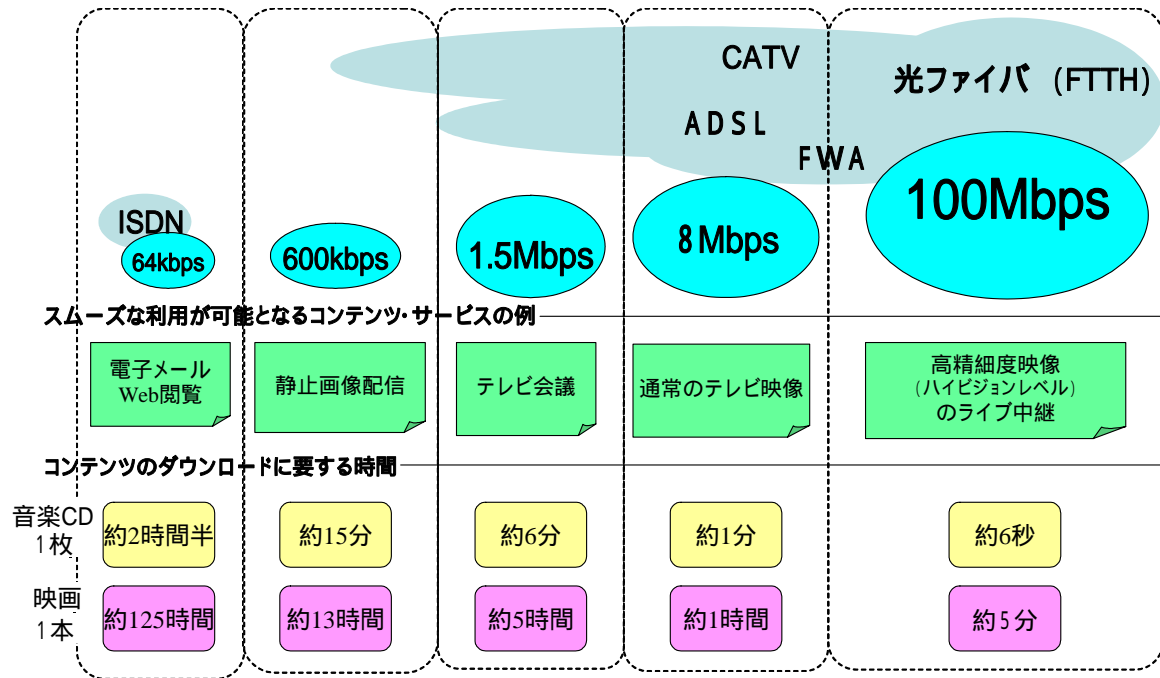 CATV
光ファイバ (FTTH)
ADSL
FWA
ISDN
64kbps
600kbps
1.5Mbps
8Mbps
100Mbps
スムーズな利用が可能となるコンテンツ・サービスの例
電子メール
Web閲覧
静止画像配信
テレビ会議
通常のテレビ映像
高精細度映像
(ハイビジョンレベル)
のライブ中継
コンテンツのダウンロードに要する時間
音楽CD
1枚
約2時間半
約15分
約6分
約1分
約6秒
映画
1本
約125時間
約13時間
約5時間
約1時間
約5分